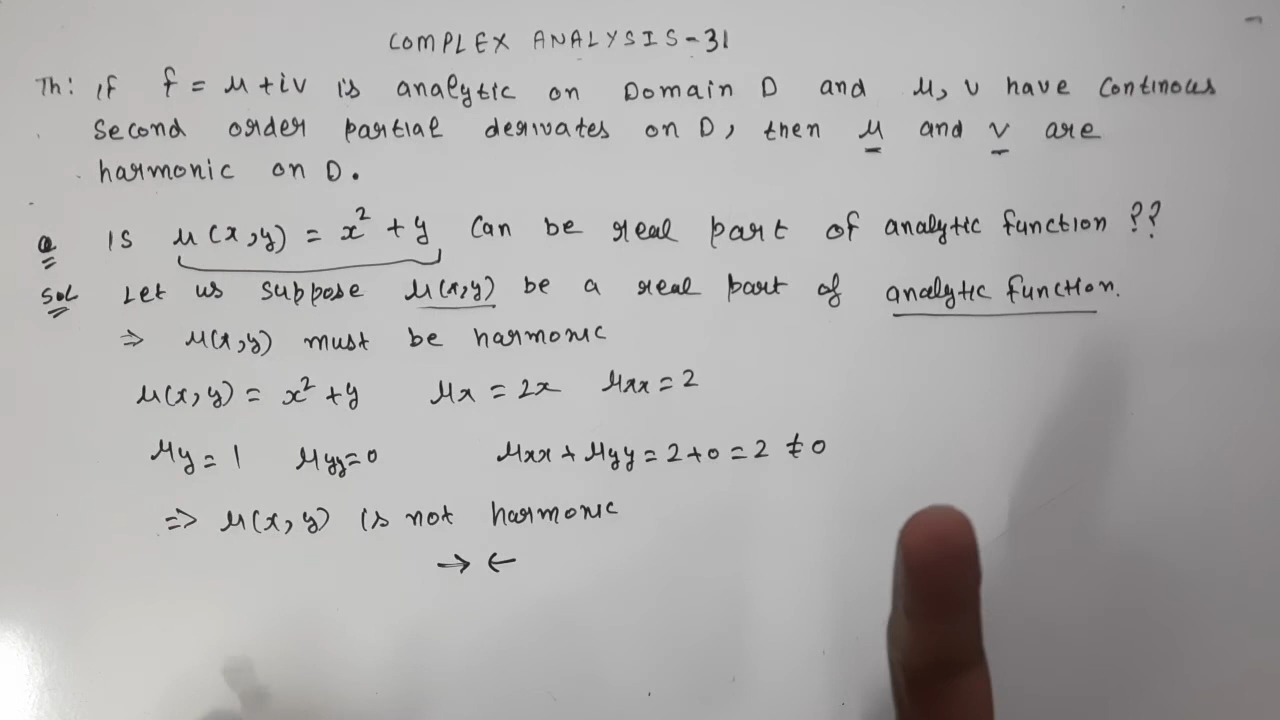 COMPLEX ANALYSIS-31
Th: if f = u + iv is analytic on Domain D and u, v have Continous
Second order partial derivates on D, then u and v are
harmonic on D.
Q is u(x,y) = x² + y, Can be real part of analytic function ??
Sol Let us suppose u(x,y) be a real part of analytic function.
⇒ u(x,y) must be harmonic
u(x,y) = x² + y ux = 2x uxx = 2
uy = 1 uyy = 0 uxx + uyy = 2+0 = 2 ≠ 0
⇒ u(x,y) is not harmonic
→ ←